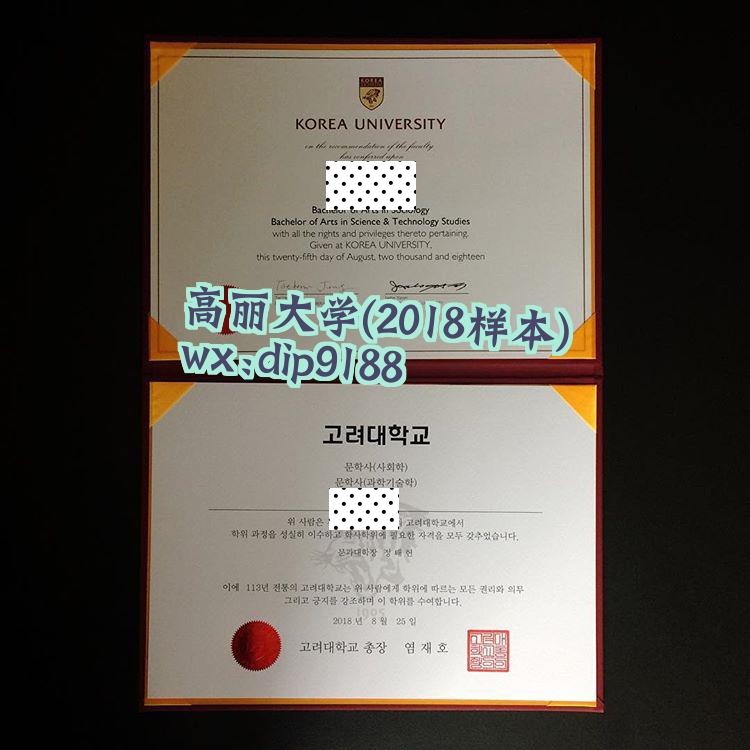 KOREA
KOREA UNIVERSITY
on the recommendation of the faculty
has conferred upon
Bachelor of Arts in Sociology
Bachelor of Arts in Science & Technology Studies
with all the rights and privileges thereto pertaining.
Given at KOREA UNIVERSITY,
this twenty-fifth day of August, two thousand and eighteen
高丽大学(2018样本)
wx:dip9188
고려대학교
문학사(사회학)
문학사(과학기술학)
위 사람은 고려대학교에서
학위 과정을 성실히 이수하고 학사학위에 필요한 자격을 모두 갖추었습니다.
문과대학장 정태헌
이에 113년 전통의 고려대학교는 위 사람에게 학위에 따르는 모든 권리와 의무
그리고 긍지를 강조하며 이 학위를 수여합니다.
1905
2018년 8월 25일
고려대학교 총장 염재호